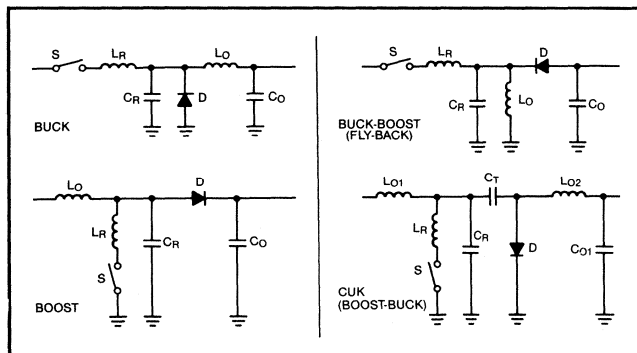 S LR LO
CR D CO
BUCK
S LR D
CR LO CO
BUCK-BOOST
(FLY-BACK)
LO D
LR CR CO
S
BOOST
LO1 CT LO2
LR CR D CO1
S
CUK
(BOOST-BUCK)